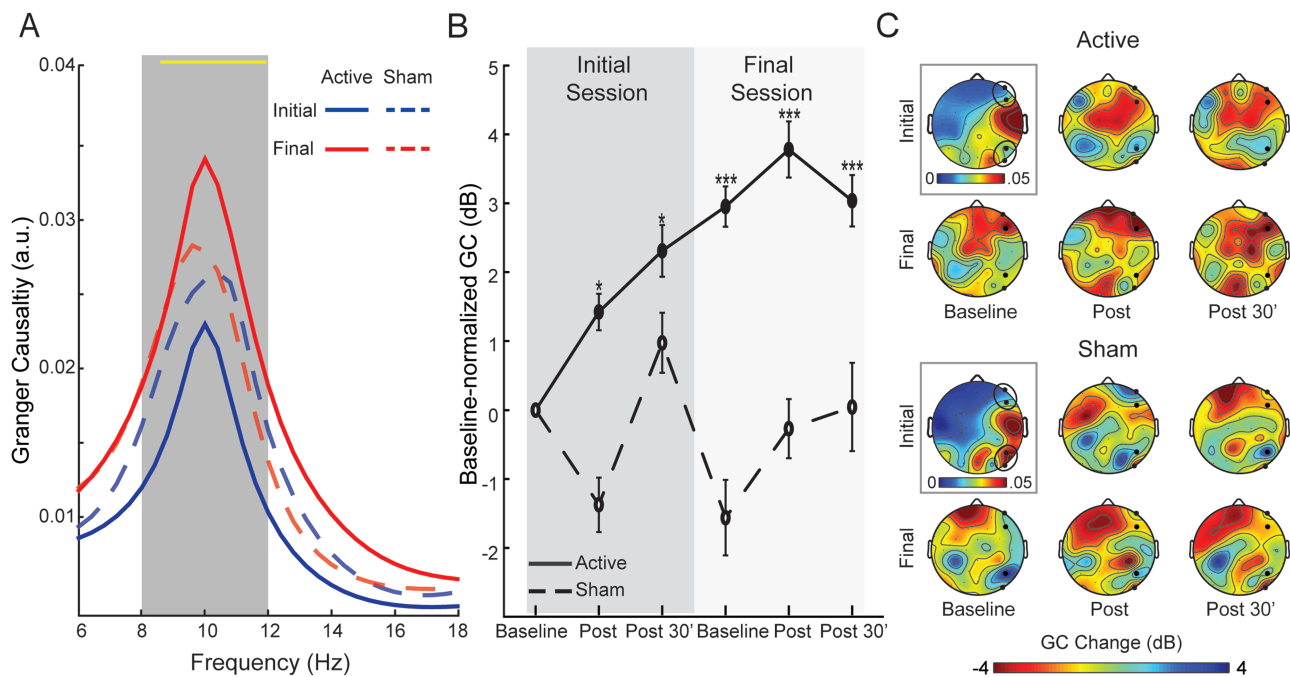 A
0.04
0.03
0.02
0.01
Granger Causaltiy (a.u.)
Active Sham
Initial
Final
6 8 10 12 14 16 18
Frequency (Hz)
B
Initial
Session
Final
Session
5
4
3
2
1
0
-1
-2
Baseline-normalized GC (dB)
*
*
***
***
***
Active
Sham
Baseline Post Post 30' Baseline Post Post 30'
C
Active
Initial
0 .05
Final
Baseline Post Post 30'
Sham
Initial
0 .05
Final
Baseline Post Post 30'
GC Change (dB)
-4 4